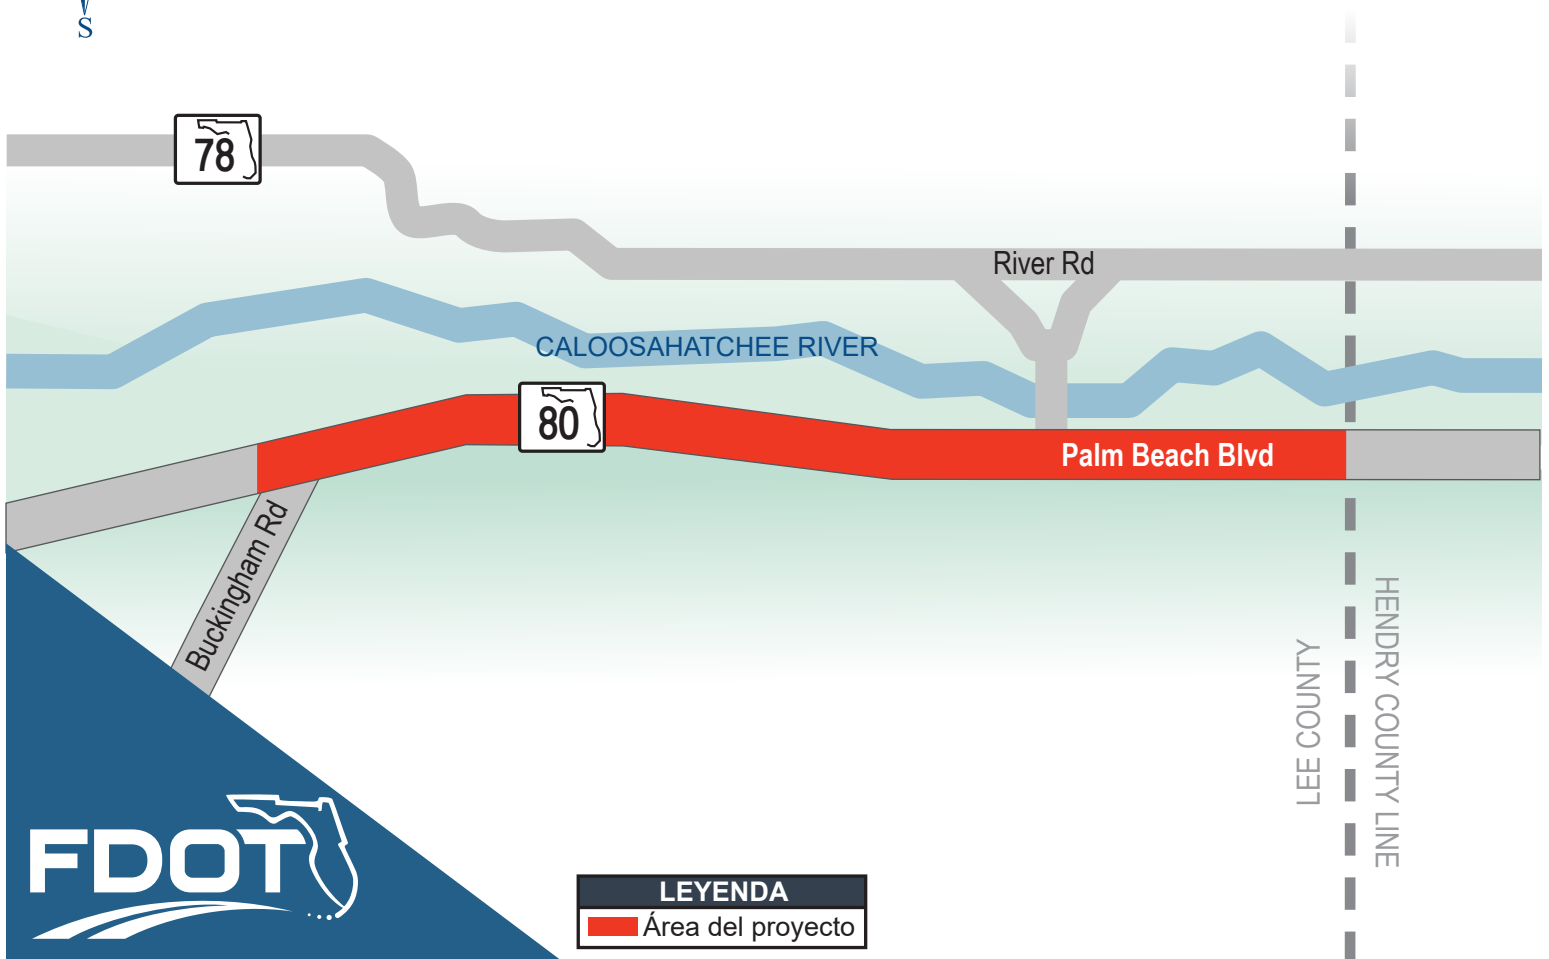 S
78
River Rd
CALOOSAHATCHEE RIVER
80
Palm Beach Blvd
Buckingham Rd
LEE COUNTY
HENDRY COUNTY LINE
FDOT
LEYENDA
Área del proyecto